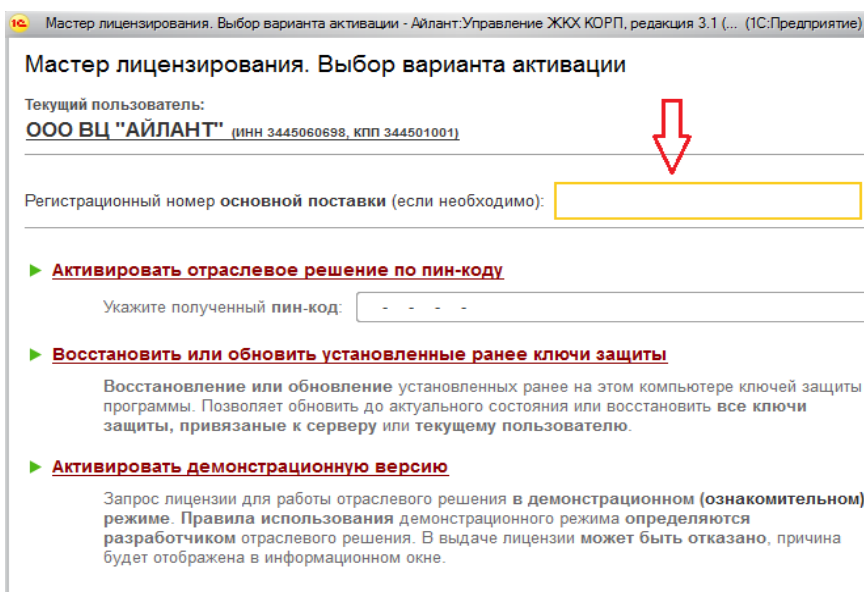 1С Мастер лицензирования. Выбор варианта активации - Айлант:Управление ЖКХ КОРП, редакция 3.1 (... (1С:Предприятие)
Мастер лицензирования. Выбор варианта активации
Текущий пользователь:
ООО ВЦ "АЙЛАНТ" (ИНН 3445060698, КПП 344501001)
Регистрационный номер основной поставки (если необходимо):
Активировать отраслевое решение по пин-коду
Укажите полученный пин-код: - - - -
Восстановить или обновить установленные ранее ключи защиты
Восстановление или обновление установленных ранее на этом компьютере ключей защиты
программы. Позволяет обновить до актуального состояния или восстановить все ключи
защиты, привязаные к серверу или текущему пользователю.
Активировать демонстрационную версию
Запрос лицензии для работы отраслевого решения в демонстрационном (ознакомительном)
режиме. Правила использования демонстрационного режима определяются
разработчиком отраслевого решения. В выдаче лицензии может быть отказано, причина
будет отображена в информационном окне.